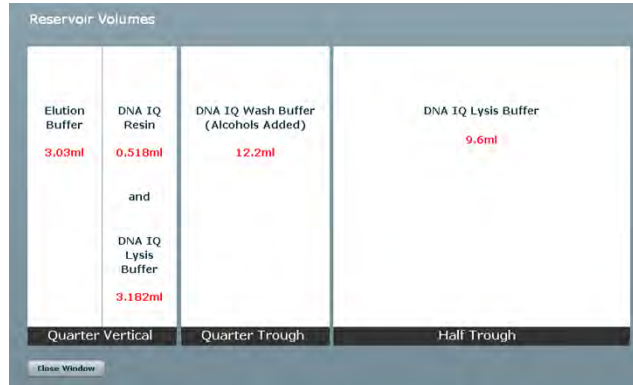 Reservoir Volumes
Elution
Buffer
3.03ml
DNA IQ
Resin
0.518ml
and
DNA IQ
Lysis
Buffer
3.182ml
DNA IQ Wash Buffer
(Alcohols Added)
12.2ml
DNA IQ Lysis Buffer
9.6ml
Quarter Vertical
Quarter Trough
Half Trough
Close Window